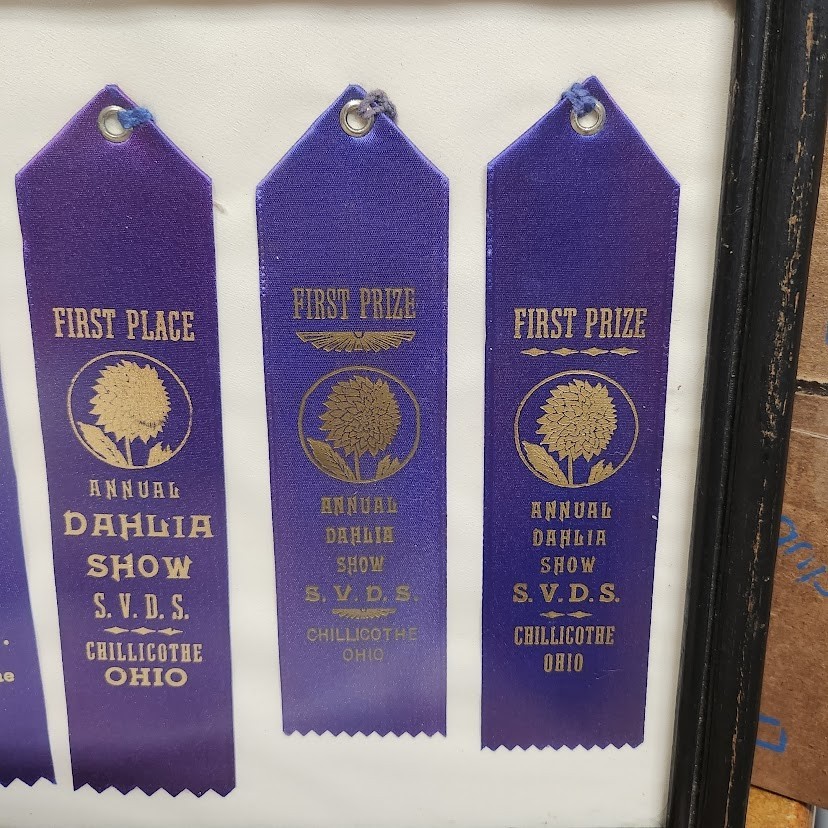 FIRST PLACE
ANNUAL
DAHLIA
SHOW
S. V. D. S.
CHILLICOTHE
OHIO
FIRST PRIZE
ANNUAL
DAHLIA
SHOW
S. V. D. S.
CHILLICOTHE
OHIO
FIRST PRIZE
ANNUAL
DAHLIA
SHOW
S. V. D. S.
CHILLICOTHE
OHIO